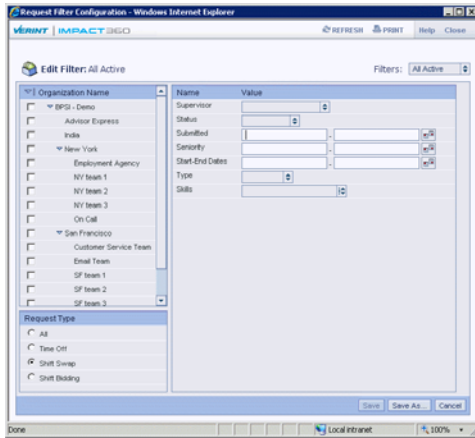 Request Filter Configuration - Windows Internet Explorer
VERINT | IMPACT 360
REFRESH PRINT Help Close
Edit Filter: All Active
Filters: All Active
Organization Name
BPSI - Demo
Advisor Express
India
New York
Employment Agency
NY team 1
NY team 2
NY team 3
On Call
San Francisco
Customer Service Team
Email Team
SF team 1
SF team 2
SF team 3
Name Value
Supervisor
Status
Submitted -
Seniority -
Start-End Dates -
Type
Skills
Request Type
All
Time Off
Shift Swap
Shift Bidding
Save Save As... Cancel
Done Local intranet 100%